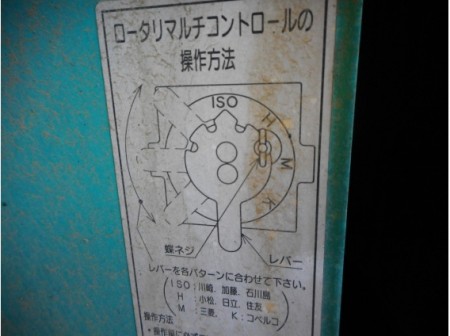 ロータリマルチコントロールの
操作方法
ISO
H
M
K
蝶ネジ
レバー
レバーを各パターンに合わせて下さい。
ISO：川崎、加藤、石川島
H：小松、日立、住友
M：三菱、K：コベルコ
操作方法